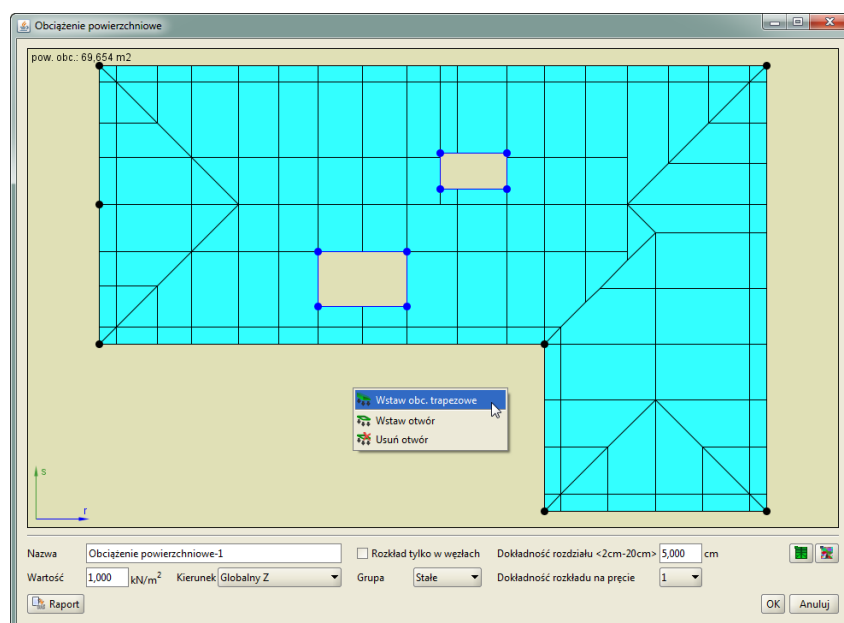 Obciążenie powierzchniowe
pow. obc.: 69,654 m2
Wstaw obc. trapezowe
Wstaw otwór
Usuń otwór
s
r
Nazwa Obciążenie powierzchniowe-1 Rozkład tylko w węzłach Dokładność rozdziału <2cm-20cm> 5,000 cm
Wartość 1,000 kN/m² Kierunek Globalny Z Grupa Stałe Dokładność rozkładu na pręcie 1
Raport OK Anuluj